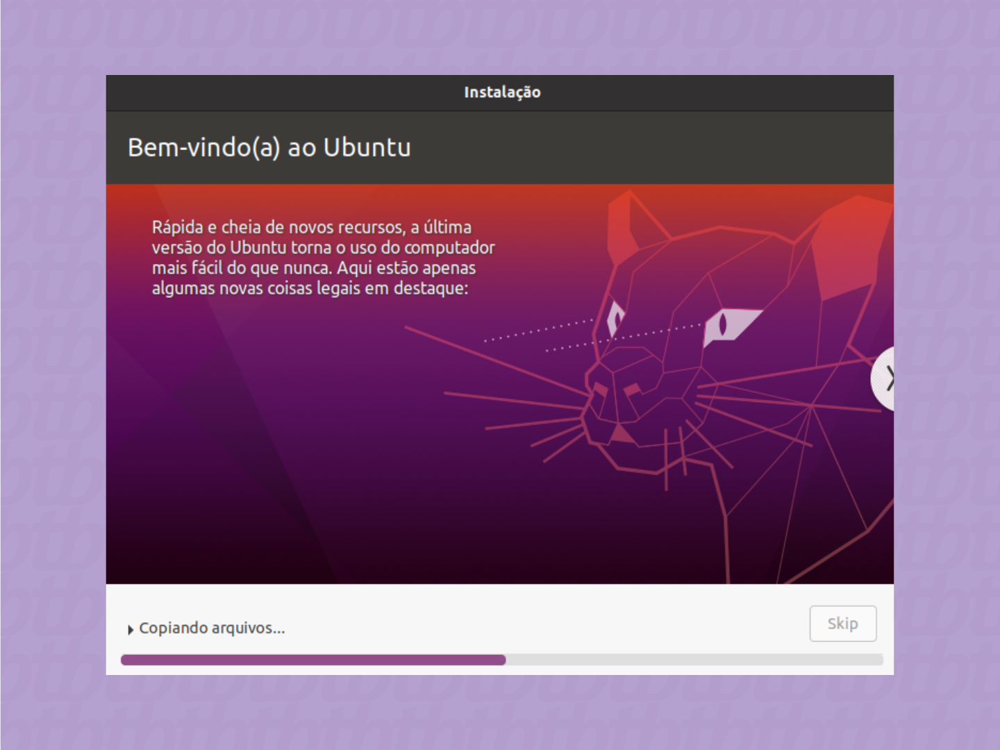 Instalação
Bem-vindo(a) ao Ubuntu
Rápida e cheia de novos recursos, a última
versão do Ubuntu torna o uso do computador
mais fácil do que nunca. Aqui estão apenas
algumas novas coisas legais em destaque:
Copiando arquivos...
Skip